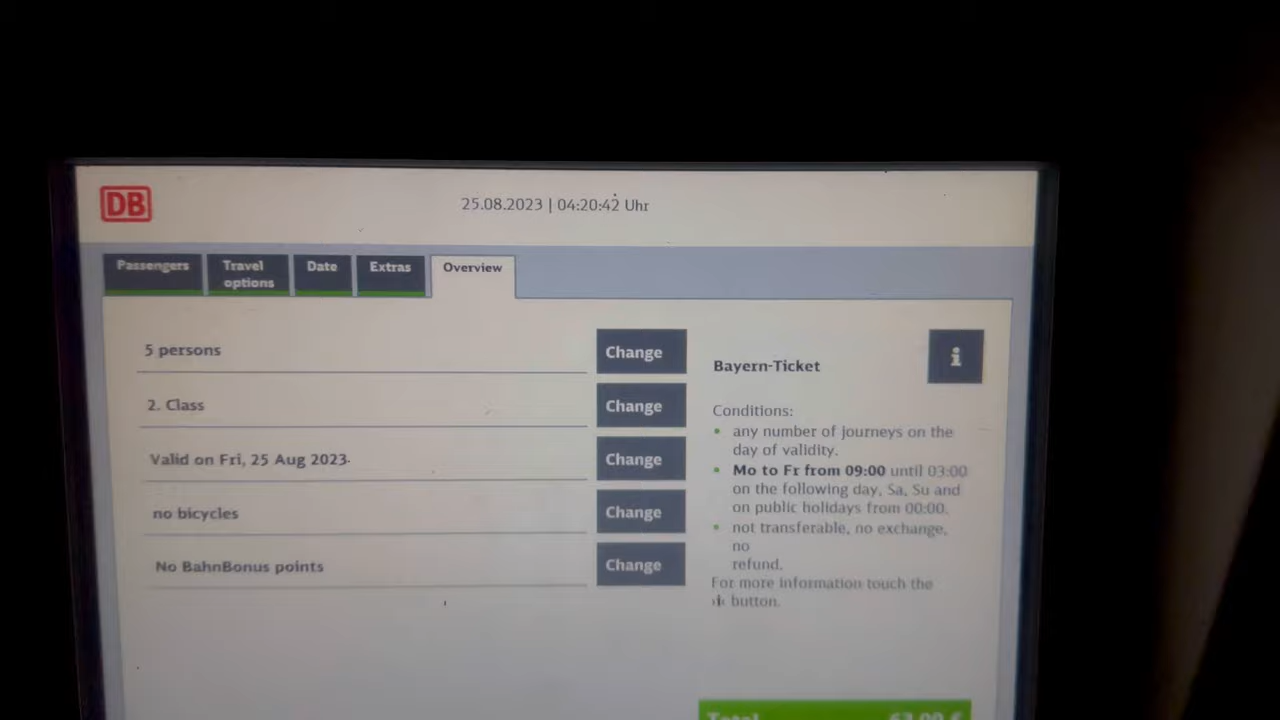 DB
25.08.2023 | 04:20:42 Uhr
Passengers
Travel
options
Date
Extras
Overview
5 persons
Change
2. Class
Change
Valid on Fri, 25 Aug 2023.
Change
no bicycles
Change
No BahnBonus points
Change
Bayern-Ticket
i
Conditions:
• any number of journeys on the
day of validity.
• Mo to Fr from 09:00 until 03:00
on the following day, Sa, Su and
on public holidays from 00:00.
• not transferable, no exchange,
no
refund.
For more information touch the
button.
Total